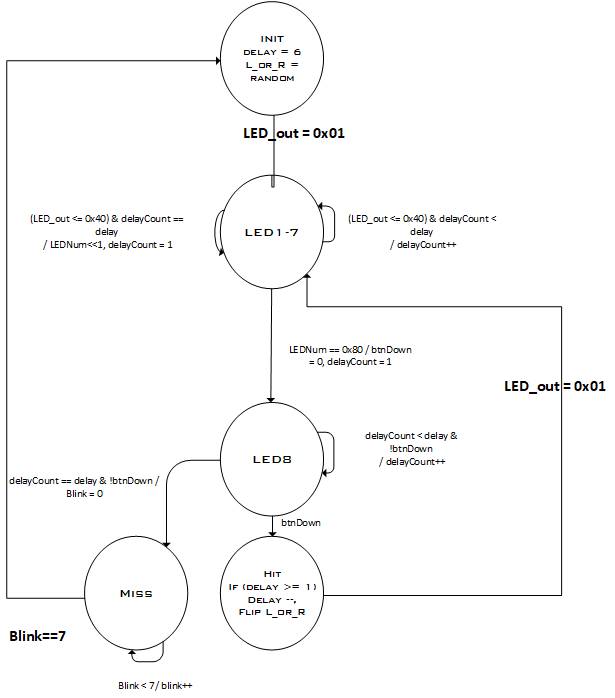 INIT
DELAY = 6
L_OR_R =
RANDOM
LED_out = 0x01
(LED_out <= 0x40) & delayCount ==
delay
/ LEDNum<<1, delayCount = 1
LED1-7
(LED_out <= 0x40) & delayCount <
delay
/ delayCount++
LEDNum == 0x80 / btnDown
= 0, delayCount = 1
LED_out = 0x01
LED8
delayCount < delay &
!btnDown
/ delayCount++
delayCount == delay & !btnDown /
Blink = 0
btnDown
Miss
Hit
If (delay >= 1)
Delay --,
Flip L_or_R
Blink==7
Blink < 7/ blink++